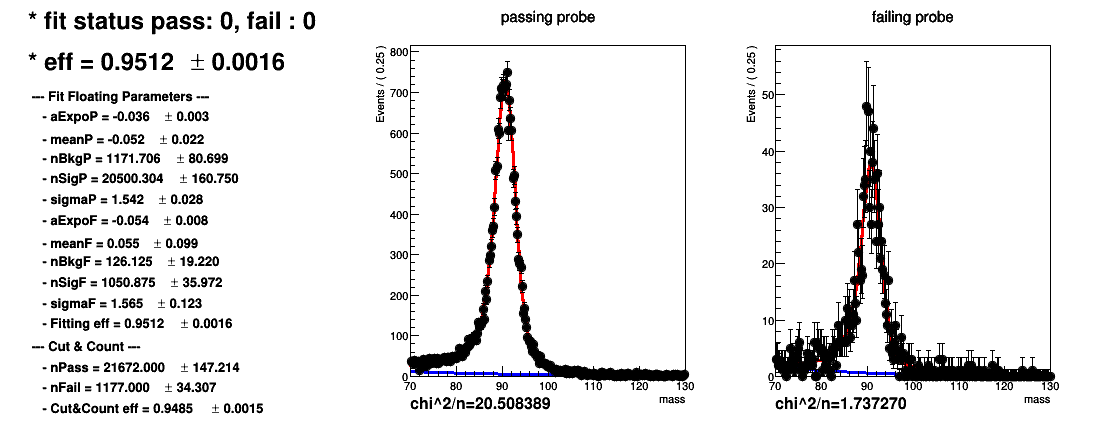 * fit status pass: 0, fail : 0
* eff = 0.9512 ± 0.0016
--- Fit Floating Parameters ---
- aExpoP = -0.036 ± 0.003
- meanP = -0.052 ± 0.022
- nBkgP = 1171.706 ± 80.699
- nSigP = 20500.304 ± 160.750
- sigmaP = 1.542 ± 0.028
- aExpoF = -0.054 ± 0.008
- meanF = 0.055 ± 0.099
- nBkgF = 126.125 ± 19.220
- nSigF = 1050.875 ± 35.972
- sigmaF = 1.565 ± 0.123
- Fitting eff = 0.9512 ± 0.0016
--- Cut & Count ---
- nPass = 21672.000 ± 147.214
- nFail = 1177.000 ± 34.307
- Cut&Count eff = 0.9485 ± 0.0015
passing probe
Events / ( 0.25 )
800
700
600
500
400
300
200
100
0
70 80 90 100 110 120 130
mass
chi^2/n=20.508389
failing probe
Events / ( 0.25 )
50
40
30
20
10
0
70 80 90 100 110 120 130
mass
chi^2/n=1.737270